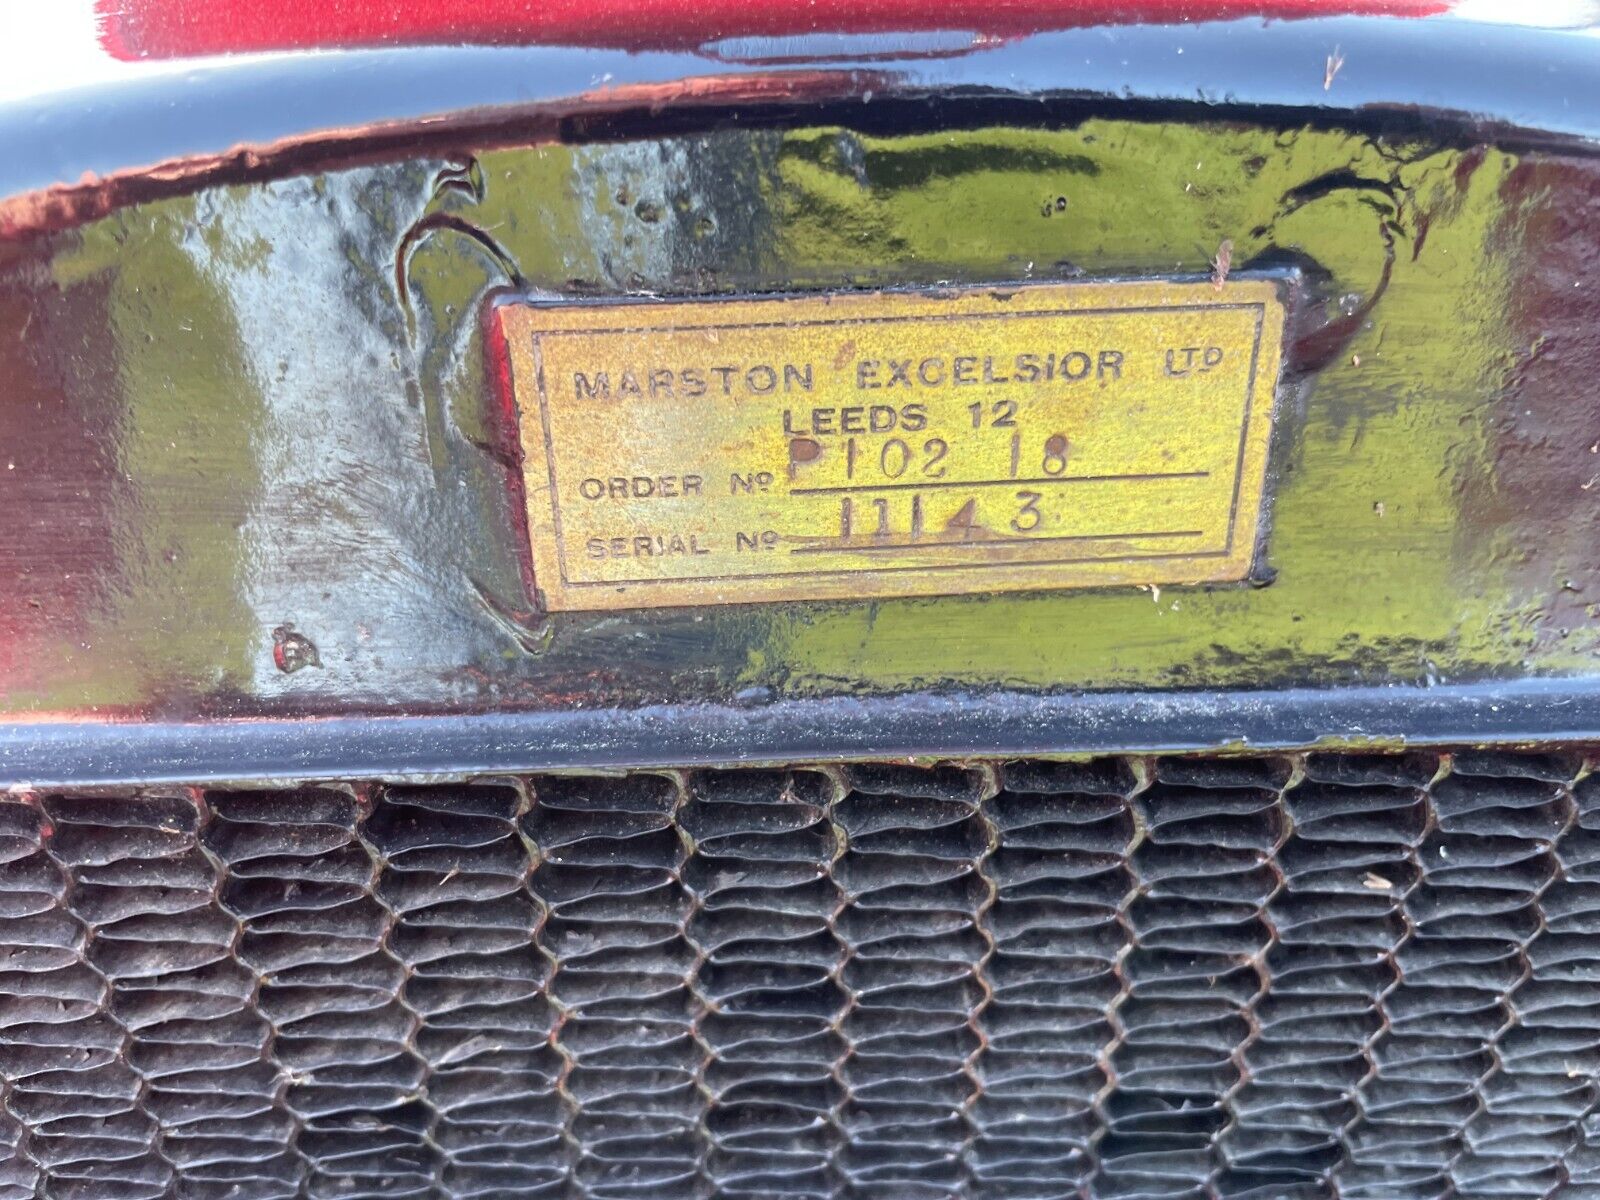 MARSTON EXCELSIOR LTD
LEEDS 12
ORDER No P102 18
SERIAL No 11143